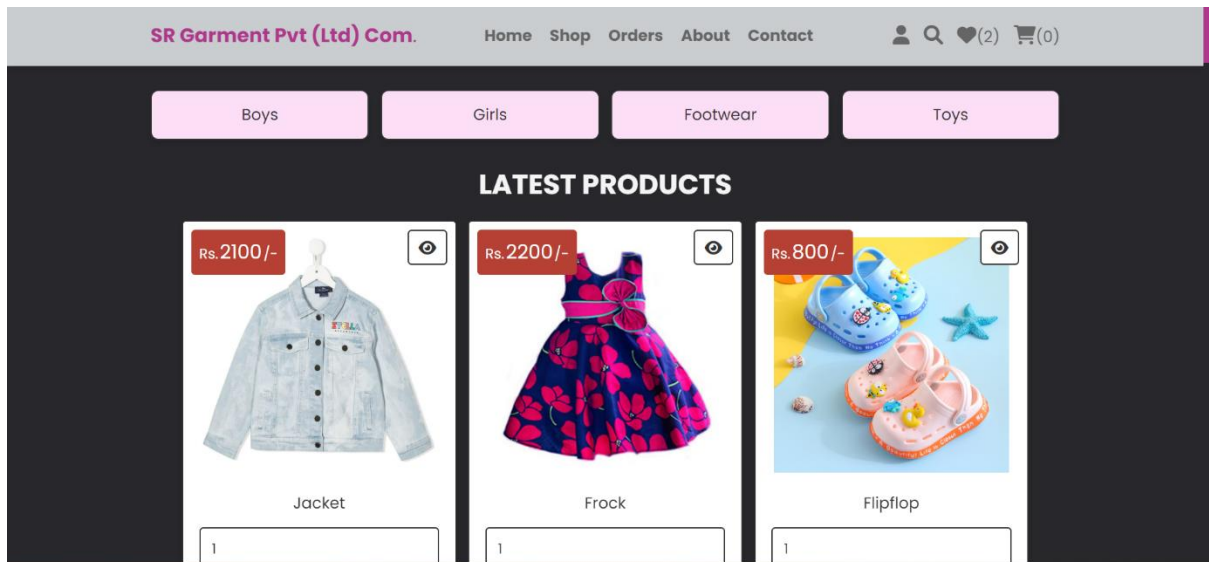 SR Garment Pvt (Ltd) Com.
Home Shop Orders About Contact
(2) (0)
Boys Girls Footwear Toys
LATEST PRODUCTS
Rs.2100/- Rs.2200/- Rs.800/-
Jacket Frock Flipflop
1 1 1